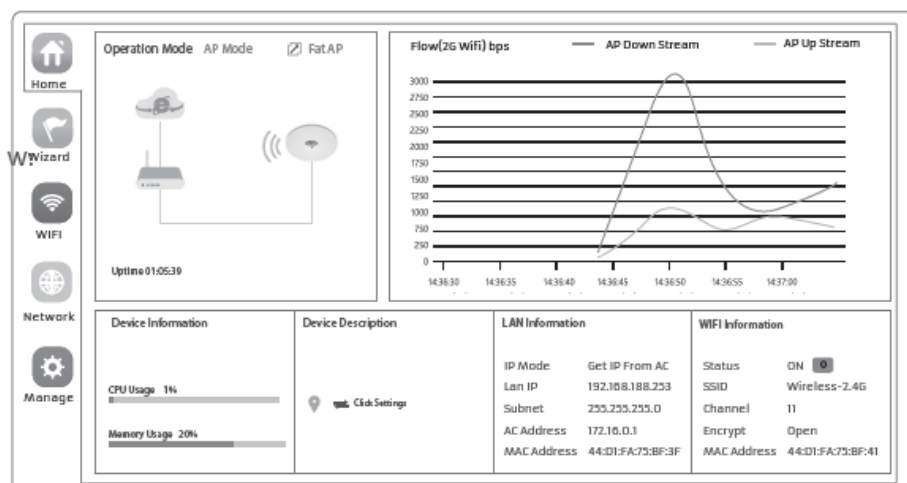 Operation Mode AP Mode FatAP
Flow(2G Wifi) bps AP Down Stream AP Up Stream
Home
Wizard
WIFI
Network
Manage
3000
2750
2500
2250
2000
1750
1500
1250
1000
750
250
0
14:36:30 14:36:35 14:36:40 14:36:45 14:36:50 14:36:55 14:37:00
Uptime 01:05:39
Device Information
CPU Usage 1%
Memory Usage 20%
Device Description
Click Settings
LAN Information
IP Mode Get IP From AC
Lan IP 192.168.188.253
Subnet 255.255.255.0
AC Address 172.16.0.1
MAC Address 44:D1:FA:75:BF:3F
WIFI Information
Status ON 0
SSID Wireless-2.4G
Channel 11
Encrypt Open
MAC Address 44:D1:FA:75:BF:41